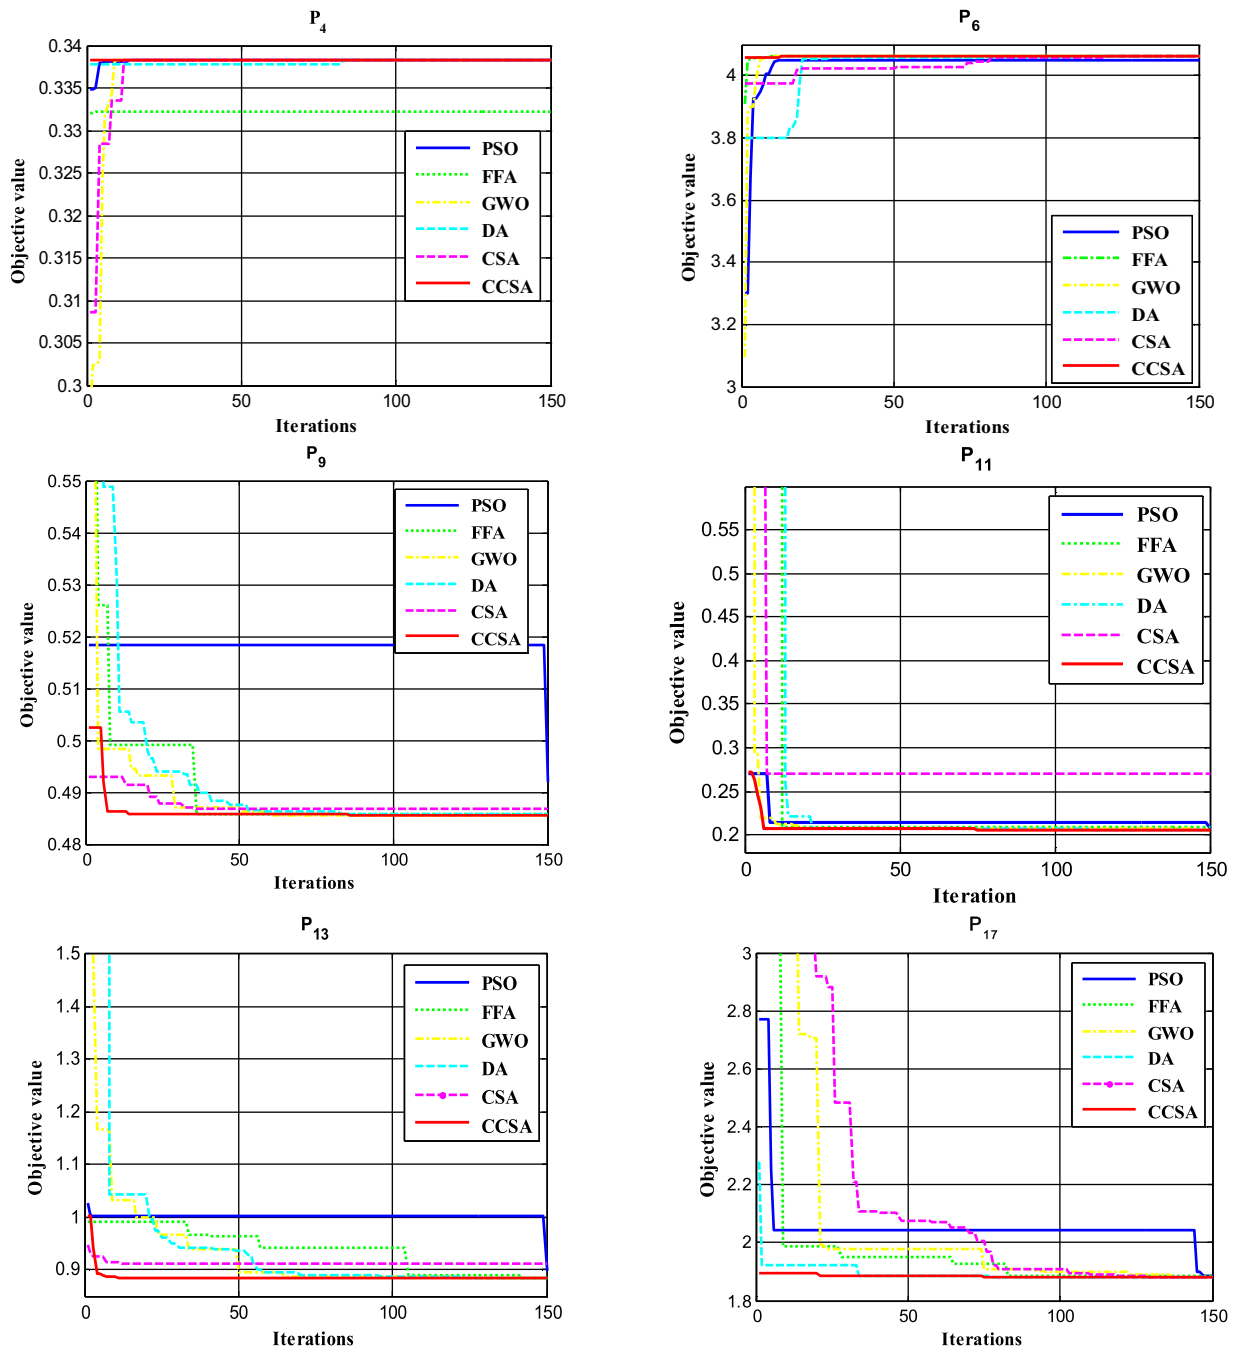 P4
0.34
0.335
0.33
0.325
0.32
0.315
0.31
0.305
0.3
0
50
100
150
Objective value
Iterations
PSO
FFA
GWO
DA
CSA
CCSA
P6
4
3.8
3.6
3.4
3.2
3
0
50
100
150
Objective value
Iterations
PSO
FFA
GWO
DA
CSA
CCSA
P9
0.55
0.54
0.53
0.52
0.51
0.5
0.49
0.48
0
50
100
150
Objective value
Iterations
PSO
FFA
GWO
DA
CSA
CCSA
P11
0.55
0.5
0.45
0.4
0.35
0.3
0.25
0.2
0
50
100
150
Objective value
Iteration
PSO
FFA
GWO
DA
CSA
CCSA
P13
1.5
1.4
1.3
1.2
1.1
1
0.9
0
50
100
150
Objective value
Iterations
PSO
FFA
GWO
DA
CSA
CCSA
P17
3
2.8
2.6
2.4
2.2
2
1.8
0
50
100
150
Objective value
Iterations
PSO
FFA
GWO
DA
CSA
CCSA